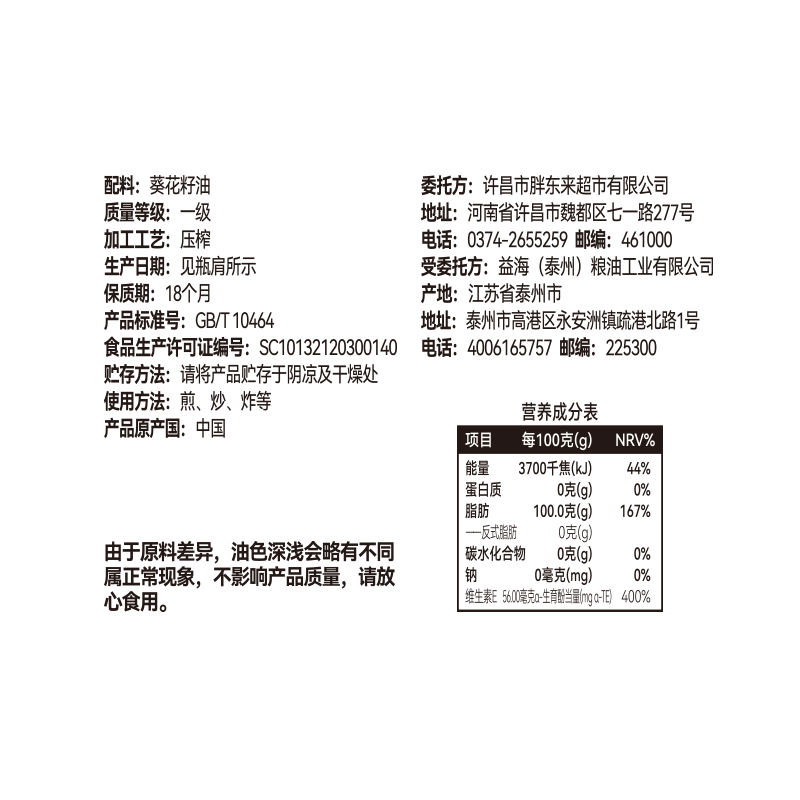 配料：葵花籽油
质量等级：一级
加工工艺：压榨
生产日期：见瓶肩所示
保质期：18个月
产品标准号：GB/T 10464
食品生产许可证编号：SC10132120300140
贮存方法：请将产品贮存于阴凉及干燥处
使用方法：煎、炒、炸等
产品原产国：中国
由于原料差异，油色深浅会略有不同
属正常现象，不影响产品质量，请放
心食用。
委托方：许昌市胖东来超市有限公司
地址：河南省许昌市魏都区七一路277号
电话：0374-2655259 邮编：461000
受委托方：益海（泰州）粮油工业有限公司
产地：江苏省泰州市
地址：泰州市高港区永安洲镇疏港北路1号
电话：4006165757 邮编：225300
营养成分表
项目 每100克(g) NRV%
能量 3700千焦(kJ) 44%
蛋白质 0克(g) 0%
脂肪 100.0克(g) 167%
——反式脂肪 0克(g)
碳水化合物 0克(g) 0%
钠 0毫克(mg) 0%
维生素E 56.00毫克α-生育酚当量(mg α-TE) 400%